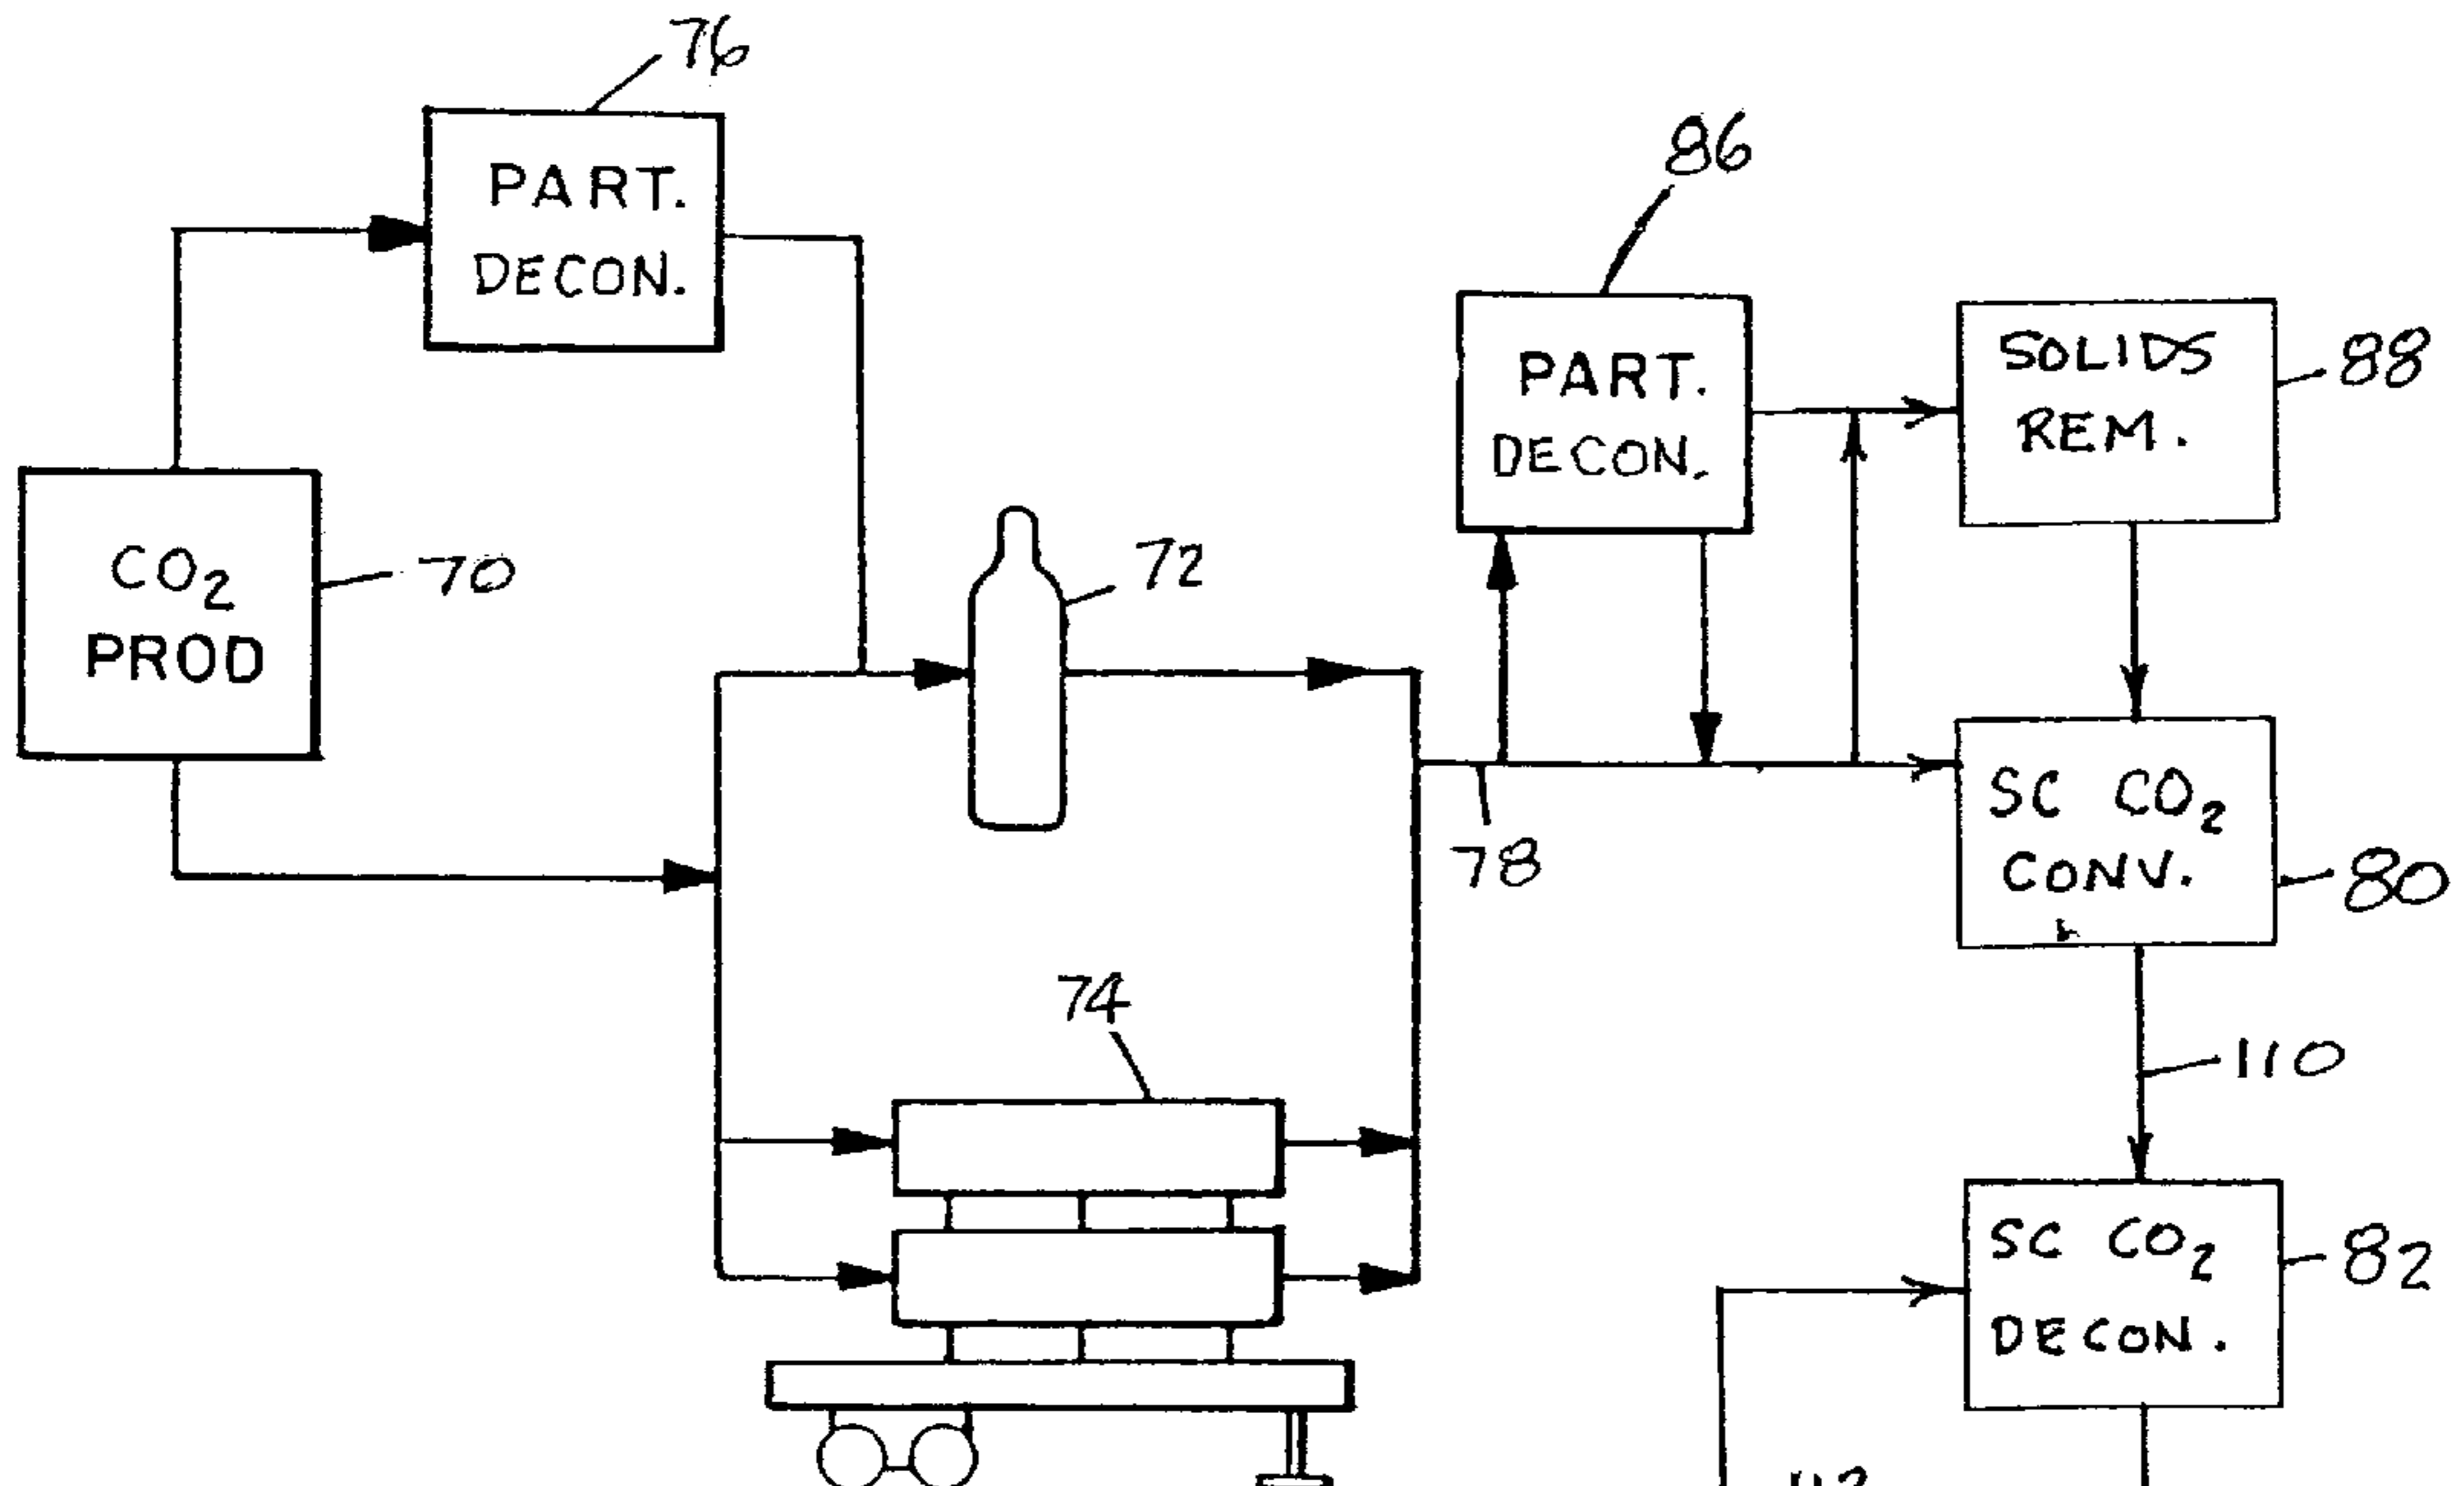 76
PART.
DECON.
86
PART.
DECON.
SOLIDS
REM.
88
CO2
PROD
70
72
78
SC CO2
CONV.
80
74
110
SC CO2
DECON.
82